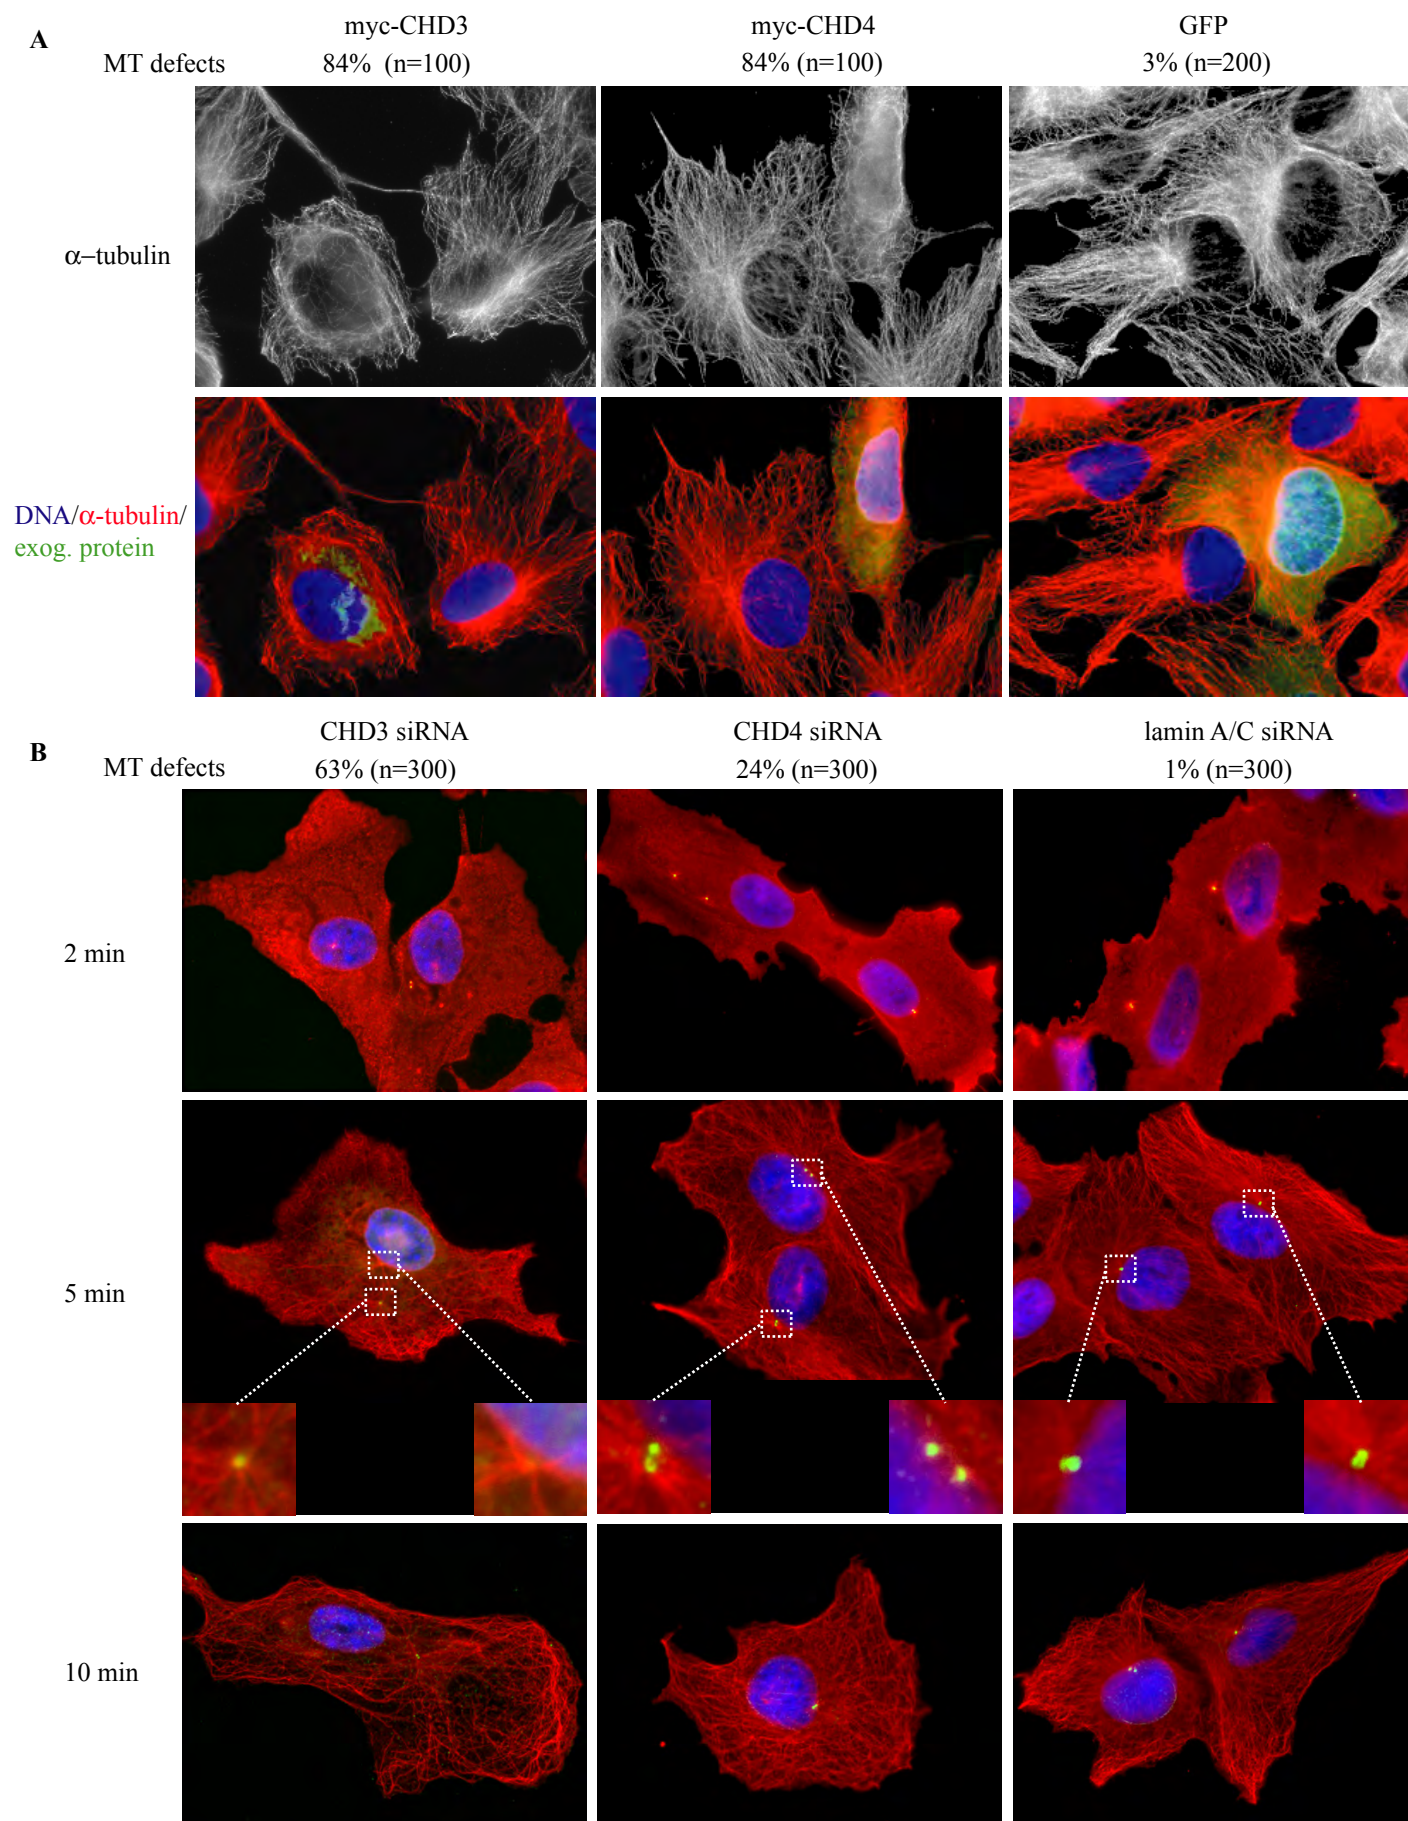 A
myc-CHD3 myc-CHD4 GFP
MT defects 84% (n=100) 84% (n=100) 3% (n=200)
α–tubulin
DNA/α-tubulin/
exog. protein
B
CHD3 siRNA CHD4 siRNA lamin A/C siRNA
MT defects 63% (n=300) 24% (n=300) 1% (n=300)
2 min
5 min
10 min